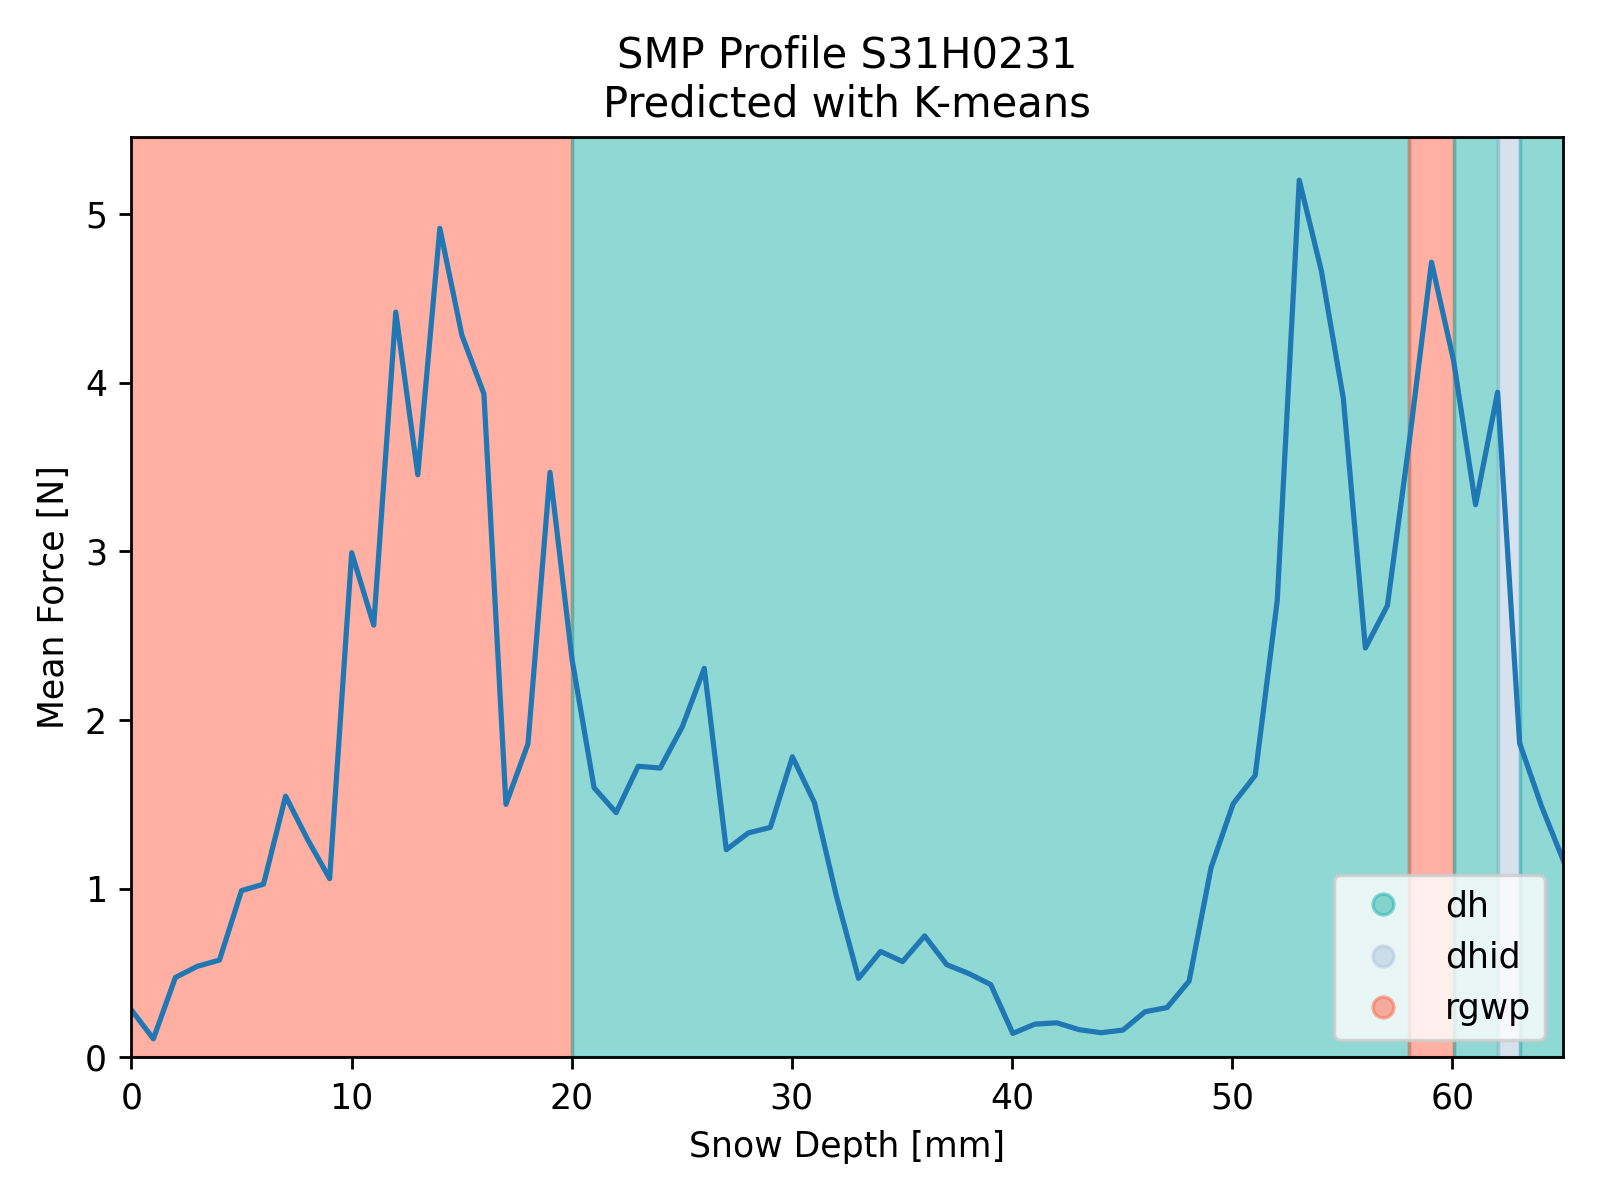 SMP Profile S31H0231
Predicted with K-means
5
4
3
2
1
0
Mean Force [N]
0 10 20 30 40 50 60
Snow Depth [mm]
dh
dhid
rgwp